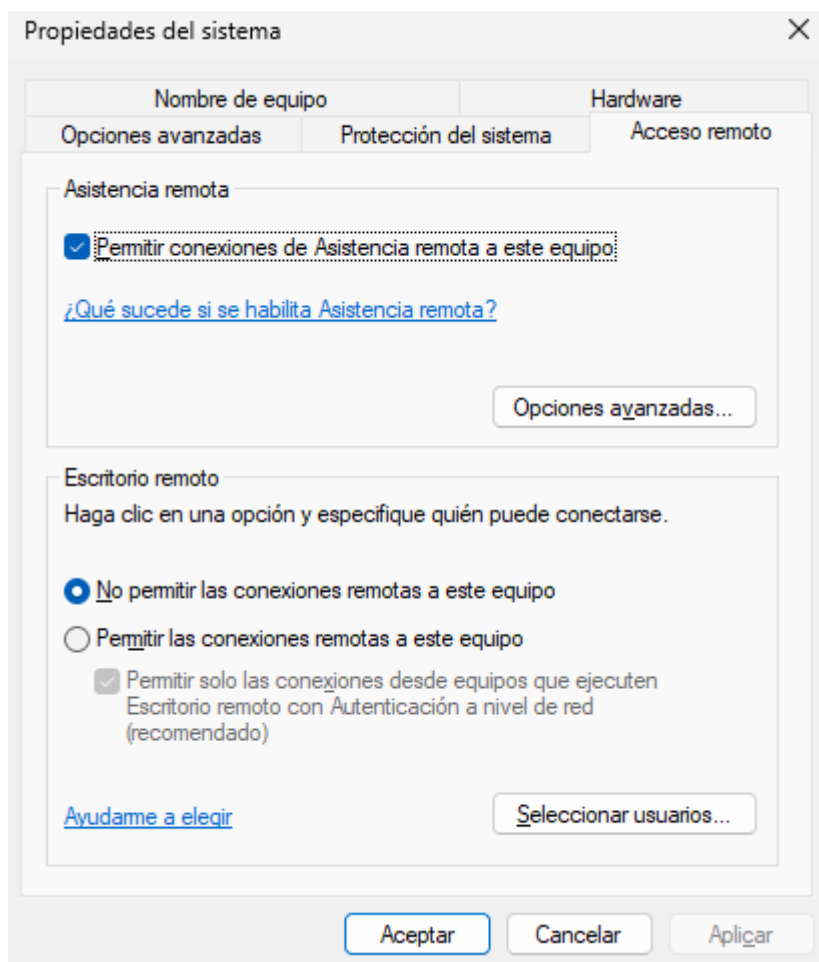 Propiedades del sistema
Nombre de equipo
Hardware
Opciones avanzadas
Protección del sistema
Acceso remoto
Asistencia remota
Permitir conexiones de Asistencia remota a este equipo
¿Qué sucede si se habilita Asistencia remota?
Opciones avanzadas...
Escritorio remoto
Haga clic en una opción y especifique quién puede conectarse.
No permitir las conexiones remotas a este equipo
Permitir las conexiones remotas a este equipo
Permitir solo las conexiones desde equipos que ejecuten
Escritorio remoto con Autenticación a nivel de red
(recomendado)
Ayudarme a elegir
Seleccionar usuarios...
Aceptar
Cancelar
Aplicar